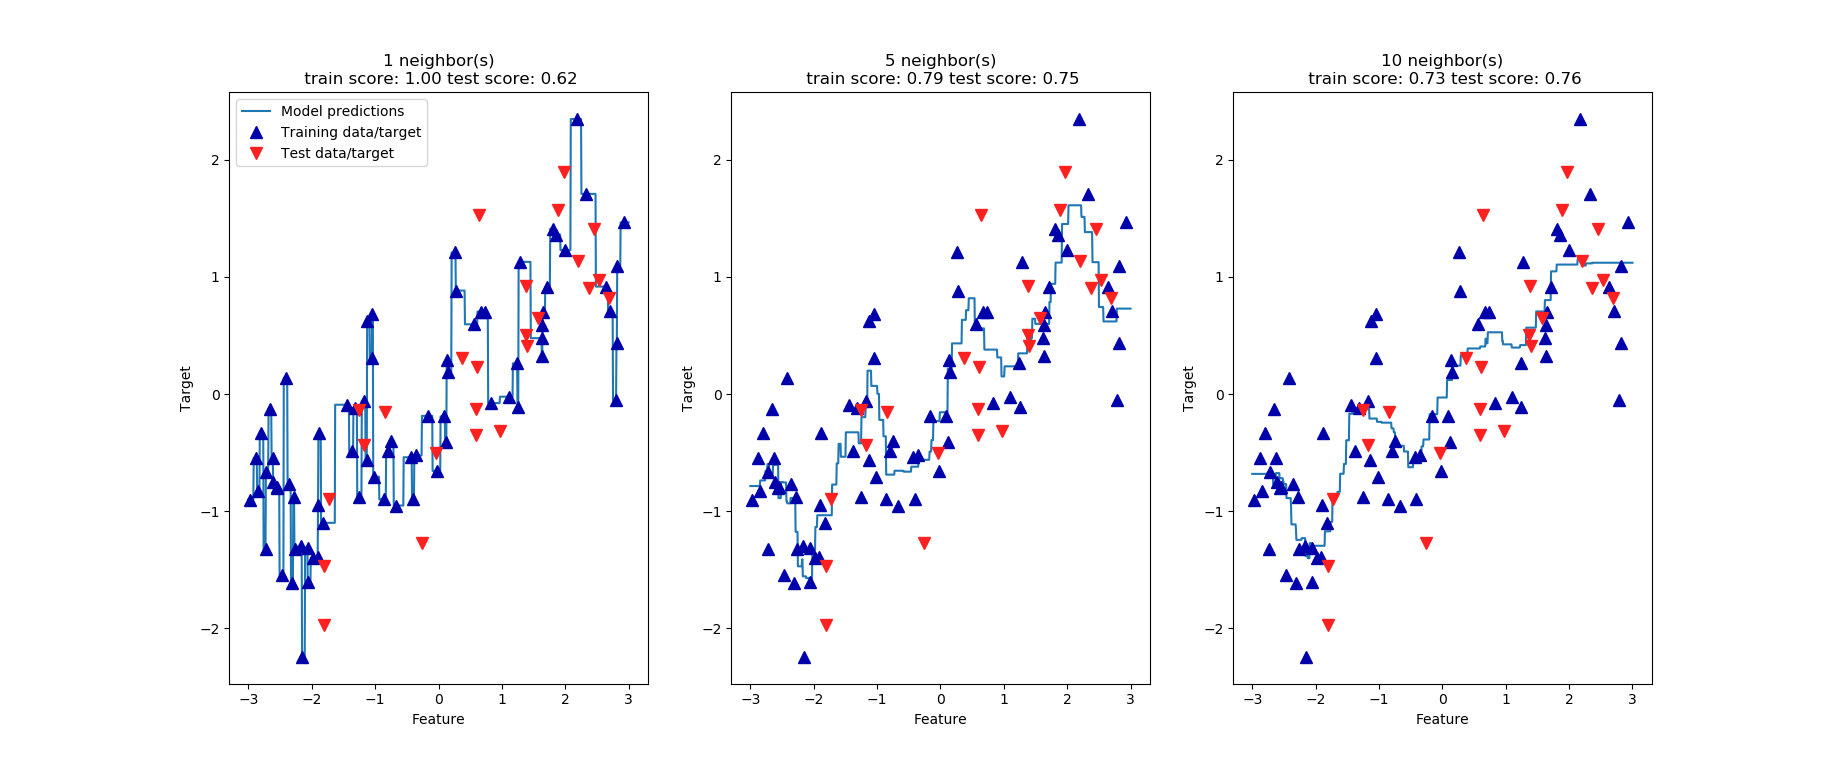 1 neighbor(s)
train score: 1.00 test score: 0.62
Model predictions
Training data/target
Test data/target
2
1
0
−1
−2
Target
−3
−2
−1
0
1
2
3
Feature
5 neighbor(s)
train score: 0.79 test score: 0.75
2
1
0
−1
−2
Target
−3
−2
−1
0
1
2
3
Feature
10 neighbor(s)
train score: 0.73 test score: 0.76
2
1
0
−1
−2
Target
−3
−2
−1
0
1
2
3
Feature